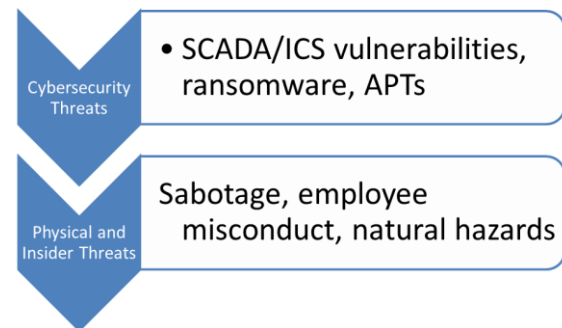 Cybersecurity
Threats
• SCADA/ICS vulnerabilities,
ransomware, APTs
Physical and
Insider Threats
Sabotage, employee
misconduct, natural hazards